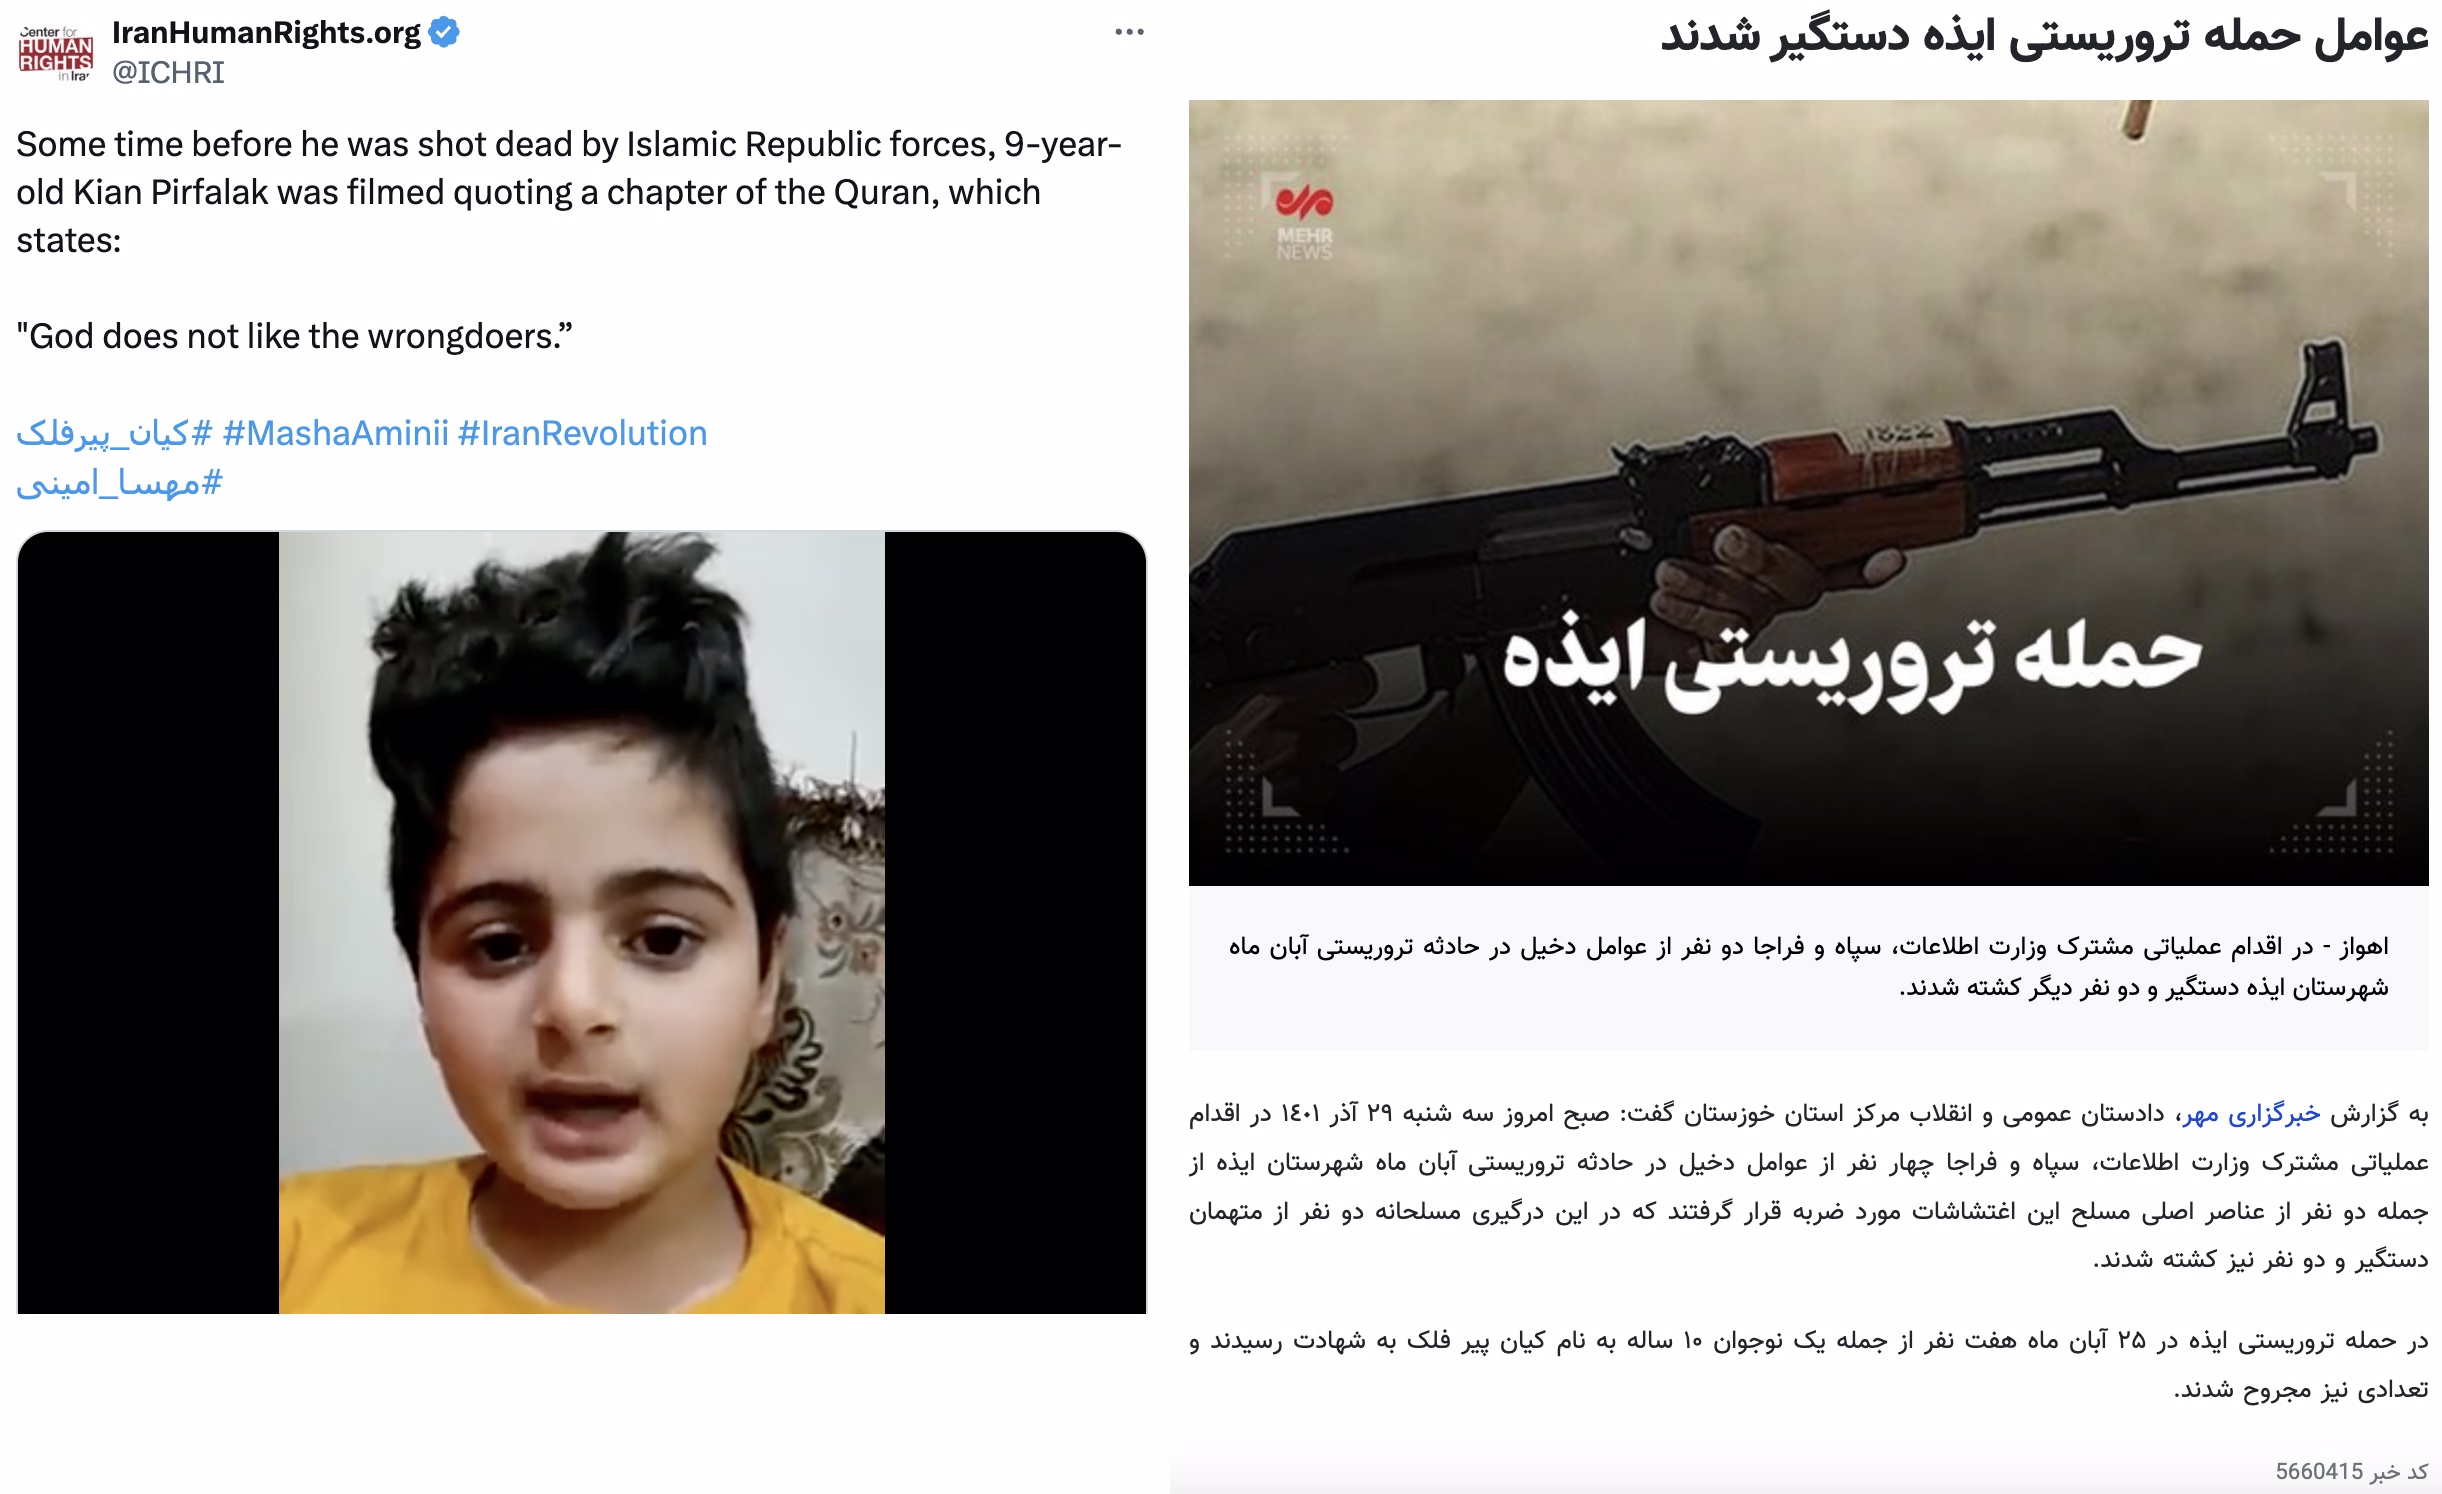 Center for
HUMAN
RIGHTS
in Iran
IranHumanRights.org
@ICHRI
Some time before he was shot dead by Islamic Republic forces, 9-year-
old Kian Pirfalak was filmed quoting a chapter of the Quran, which
states:
"God does not like the wrongdoers.”
#کیان_پیرفلک #MashaAminii #IranRevolution
#مهسا_امینی
عوامل حمله تروریستی ایذه دستگیر شدند
MEHR
NEWS
1822
حمله تروریستی ایذه
اهواز - در اقدام عملیاتی مشترک وزارت اطلاعات، سپاه و فراجا دو نفر از عوامل دخیل در حادثه تروریستی آبان ماه
شهرستان ایذه دستگیر و دو نفر دیگر کشته شدند.
به گزارش خبرگزاری مهر، دادستان عمومی و انقلاب مرکز استان خوزستان گفت: صبح امروز سه شنبه ۲۹ آذر ۱۴۰۱ در اقدام
عملیاتی مشترک وزارت اطلاعات، سپاه و فراجا چهار نفر از عوامل دخیل در حادثه تروریستی آبان ماه شهرستان ایذه از
جمله دو نفر از عناصر اصلی مسلح این اغتشاشات مورد ضربه قرار گرفتند که در این درگیری مسلحانه دو نفر از متهمان
دستگیر و دو نفر نیز کشته شدند.
در حمله تروریستی ایذه در ۲۵ آبان ماه هفت نفر از جمله یک نوجوان ۱۰ ساله به نام کیان پیر فلک به شهادت رسیدند و
تعدادی نیز مجروح شدند.
کد خبر 5660415